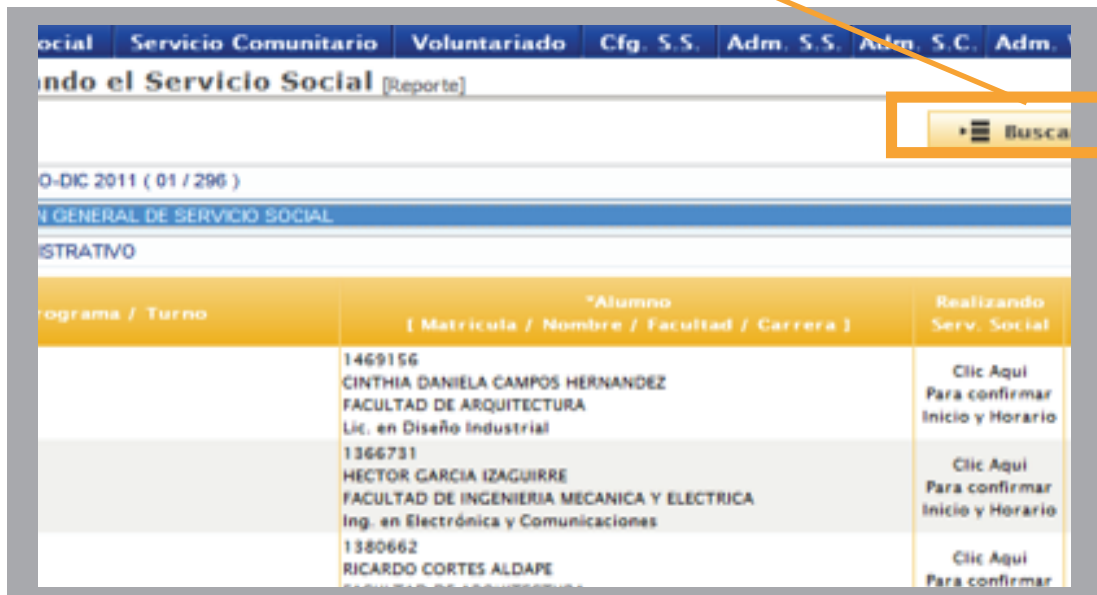 ocial Servicio Comunitario Voluntariado Cfg. S.S. Adm. S.S. Adm. S.C. Adm.
ando el Servicio Social [Reporte]
Busca
O-DIC 2011 ( 01 / 296 )
N GENERAL DE SERVICIO SOCIAL
ISTRATIVO
rograma / Turno
*Alumno
[ Matricula / Nombre / Facultad / Carrera ]
Realizando
Serv. Social
1469156
CINTHIA DANIELA CAMPOS HERNANDEZ
FACULTAD DE ARQUITECTURA
Lic. en Diseño Industrial
Clic Aqui
Para confirmar
Inicio y Horario
1366731
HECTOR GARCIA IZAGUIRRE
FACULTAD DE INGENIERIA MECANICA Y ELECTRICA
Ing. en Electrónica y Comunicaciones
Clic Aqui
Para confirmar
Inicio y Horario
1380662
RICARDO CORTES ALDAPE
FACULTAD DE ARQUITECTURA
Clic Aqui
Para confirmar